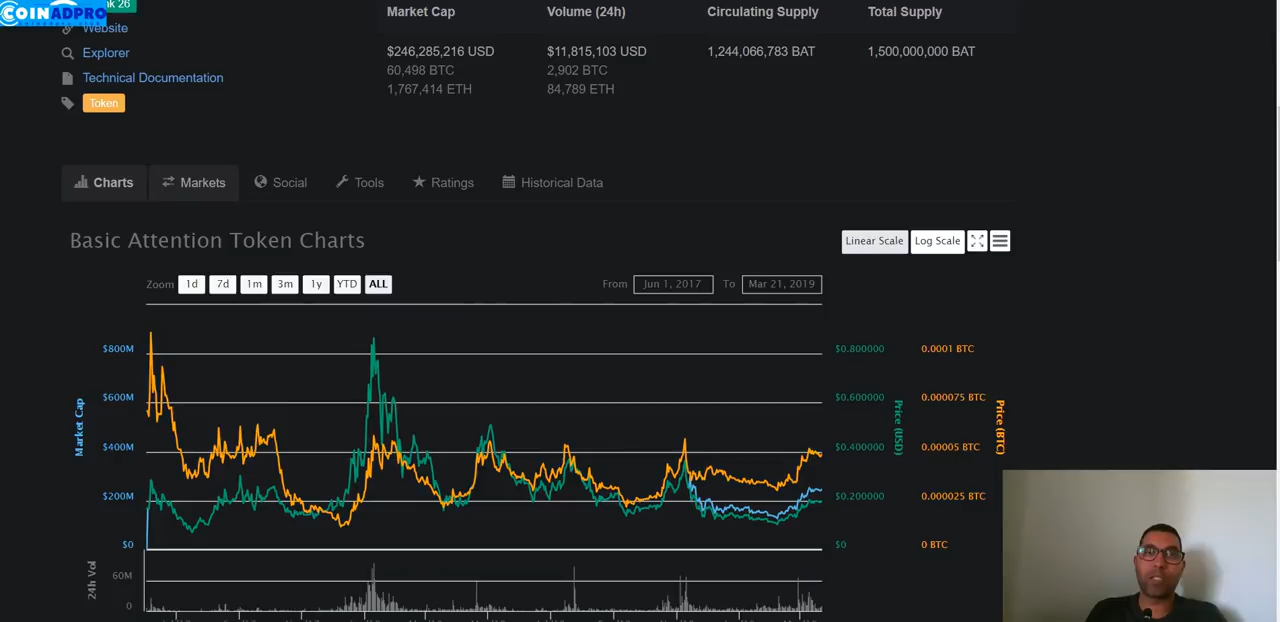 COINADPRO
nk 26
Market Cap
Volume (24h)
Circulating Supply
Total Supply
Website
Explorer
Technical Documentation
Token
$246,285,216 USD
$11,815,103 USD
1,244,066,783 BAT
1,500,000,000 BAT
60,498 BTC
2,902 BTC
1,767,414 ETH
84,789 ETH
Charts
Markets
Social
Tools
Ratings
Historical Data
Basic Attention Token Charts
Linear Scale
Log Scale
Zoom 1d 7d 1m 3m 1y YTD ALL
From Jun 1, 2017 To Mar 21, 2019
$800M
$600M
$400M
$200M
$0
Market Cap
$0.800000
$0.600000
$0.400000
$0.200000
$0
Price (USD)
0.0001 BTC
0.000075 BTC
0.00005 BTC
0.000025 BTC
0 BTC
Price (BTC)
24h Vol
60M
0